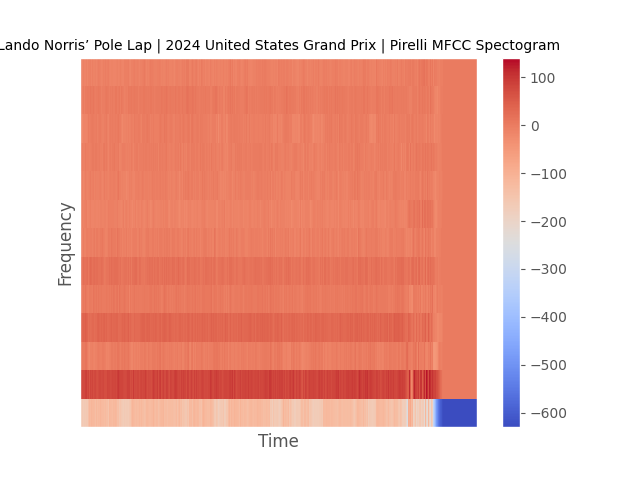 Lando Norris’ Pole Lap | 2024 United States Grand Prix | Pirelli MFCC Spectogram
Frequency
Time
100
0
−100
−200
−300
−400
−500
−600